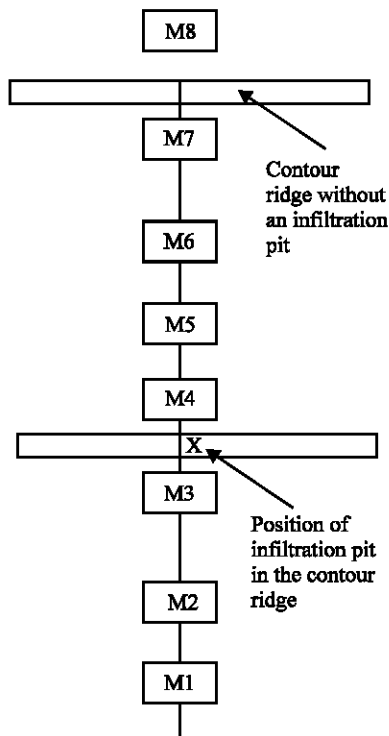 M8
M7
Contour
ridge without
an infiltration
pit
M6
M5
M4
X
M3
Position of
infiltration pit
in the contour
ridge
M2
M1